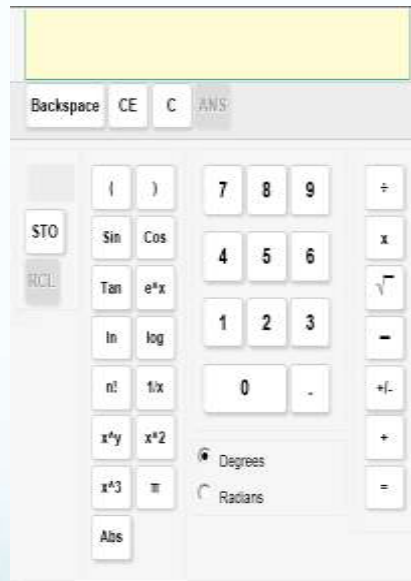 Backspace CE C ANS
( ) 7 8 9 ÷
STO Sin Cos 4 5 6 x
RCL Tan e^x √‾
ln log 1 2 3 −
n! 1/x 0 . +/-
x^y x^2 +
Degrees
x^3 π =
Radians
Abs